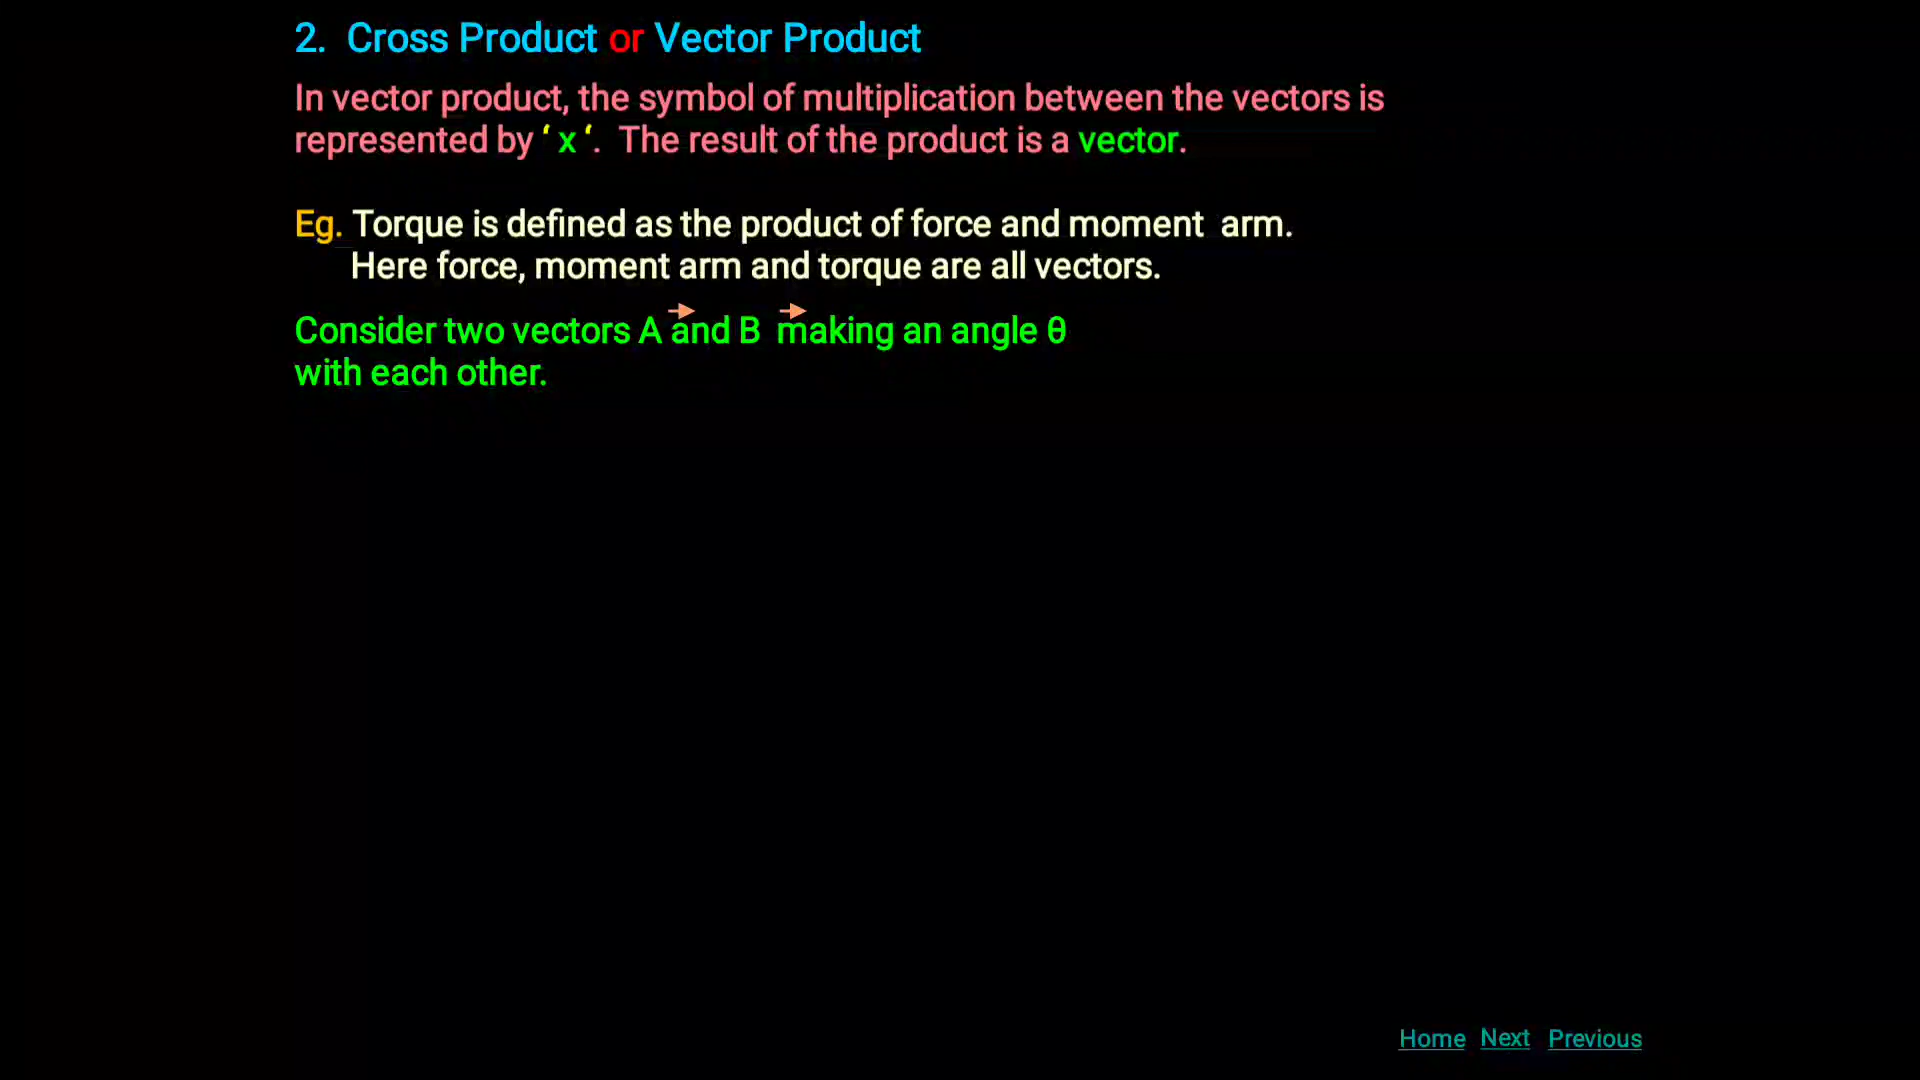 2. Cross Product or Vector Product
In vector product, the symbol of multiplication between the vectors is
represented by ‘ x ‘. The result of the product is a vector.
Eg. Torque is defined as the product of force and moment arm.
Here force, moment arm and torque are all vectors.
Consider two vectors A and B making an angle θ
with each other.
Home Next Previous